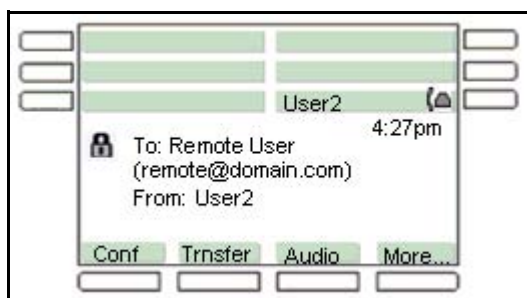 User2
4:27pm
To: Remote User
(remote@domain.com)
From: User2
Conf Trnsfer Audio More...